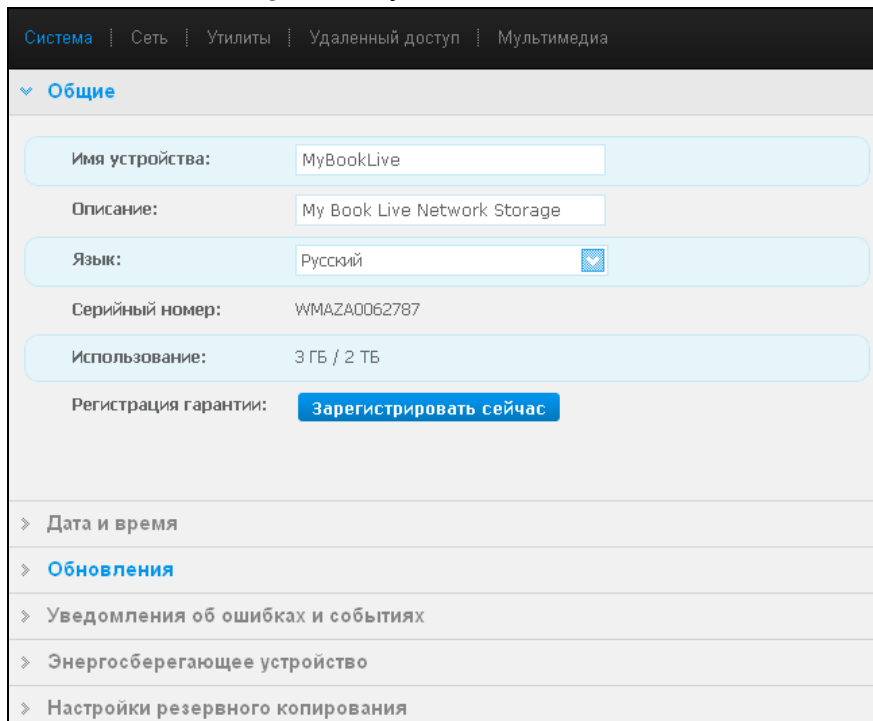 Система | Сеть | Утилиты | Удаленный доступ | Мультимедиа
Общие
Имя устройства: MyBookLive
Описание: My Book Live Network Storage
Язык: Русский
Серийный номер: WMAZA0062787
Использование: 3 ГБ / 2 ТБ
Регистрация гарантии: Зарегистрировать сейчас
Дата и время
Обновления
Уведомления об ошибках и событиях
Энергосберегающее устройство
Настройки резервного копирования